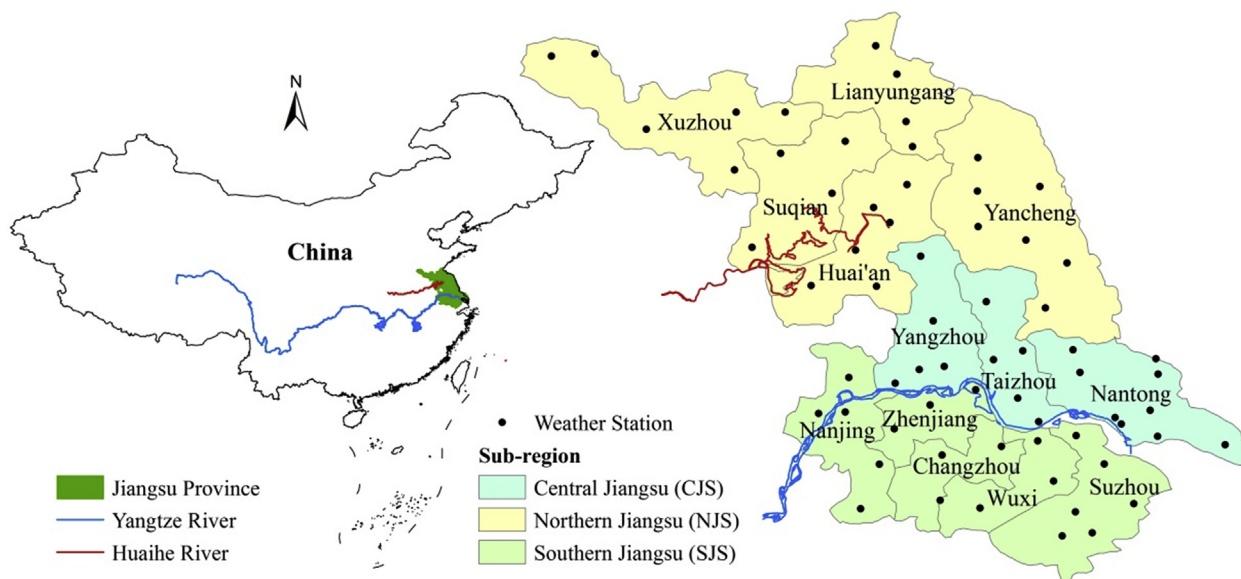 N
China
Weather Station
Sub-region
Jiangsu Province
Central Jiangsu (CJS)
Yangtze River
Northern Jiangsu (NJS)
Huaihe River
Southern Jiangsu (SJS)
Lianyungang
Xuzhou
Suqian
Yancheng
Huai'an
Yangzhou
Taizhou
Nantong
Zhenjiang
Nanjing
Changzhou
Wuxi
Suzhou